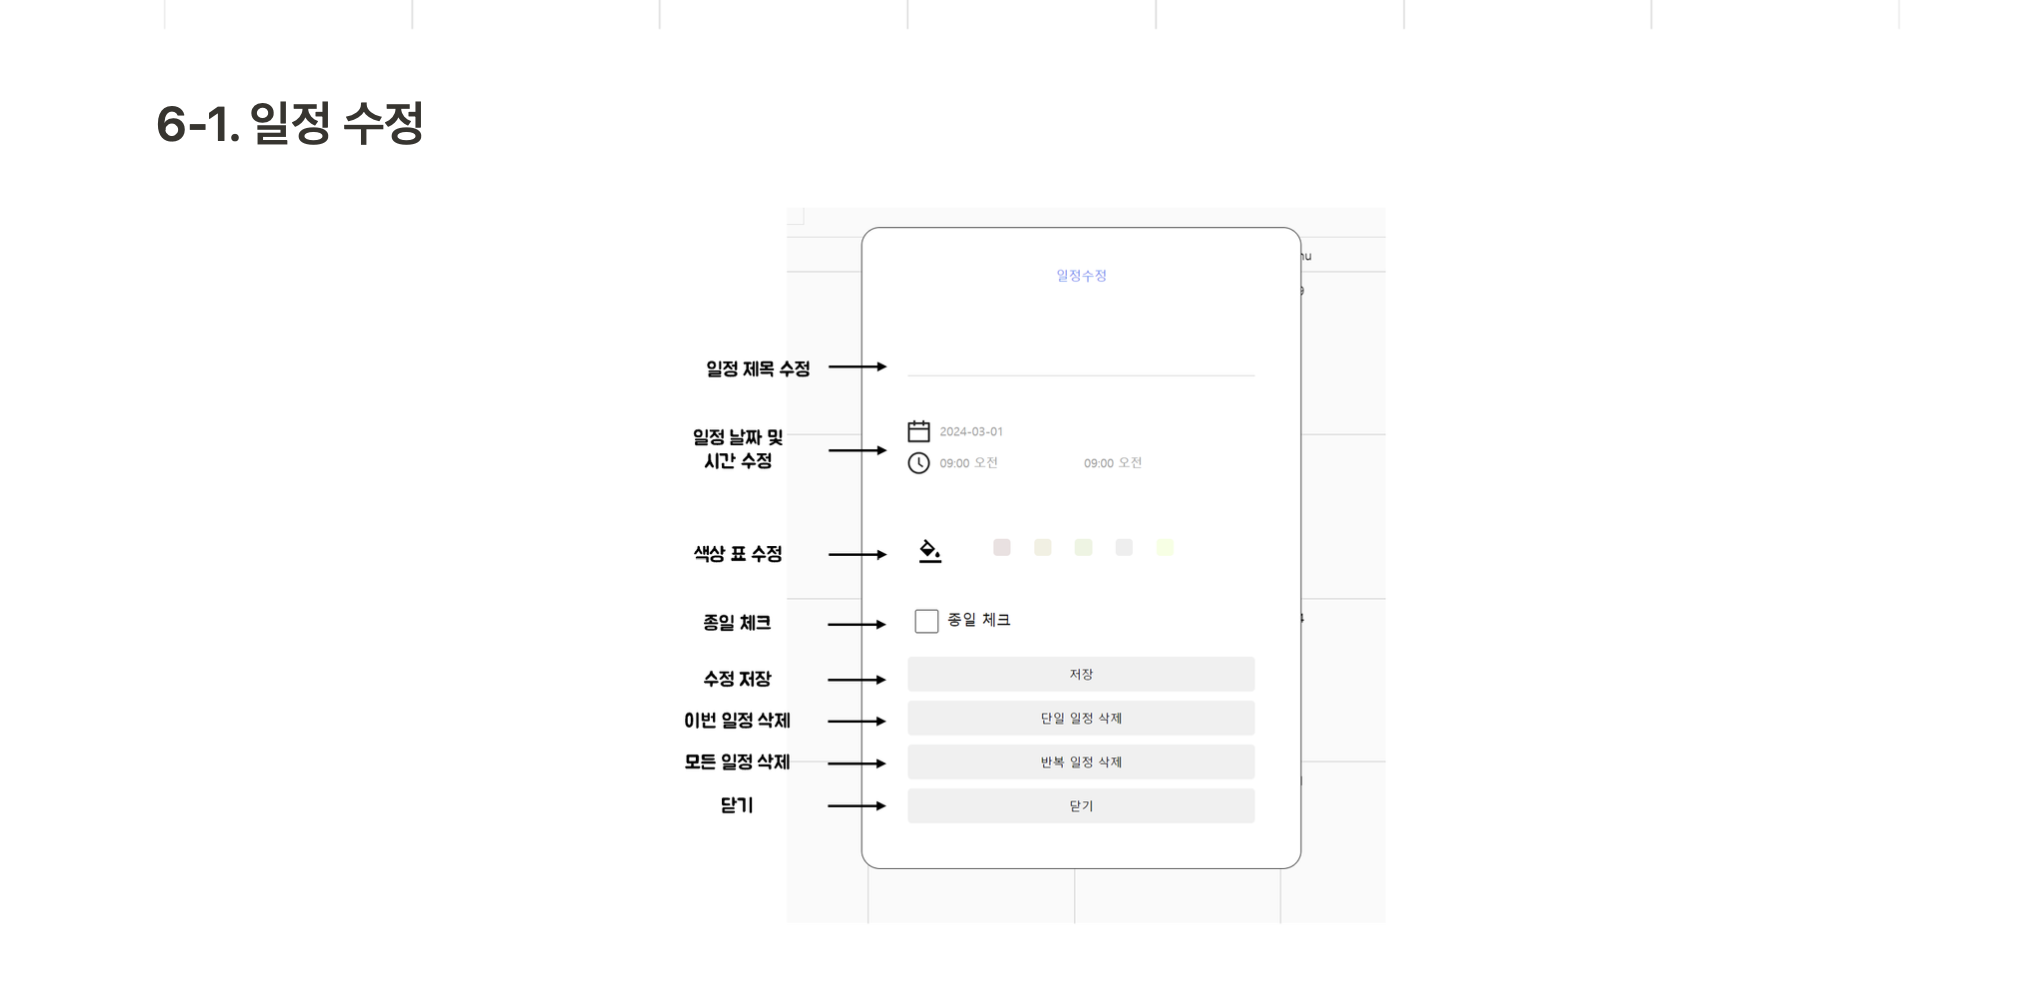 6-1. 일정 수정
일정수정
일정 제목 수정
일정 날짜 및
시간 수정
2024-03-01
09:00 오전
09:00 오전
색상 표 수정
종일 체크
종일 체크
수정 저장
저장
이번 일정 삭제
단일 일정 삭제
모든 일정 삭제
반복 일정 삭제
닫기
닫기